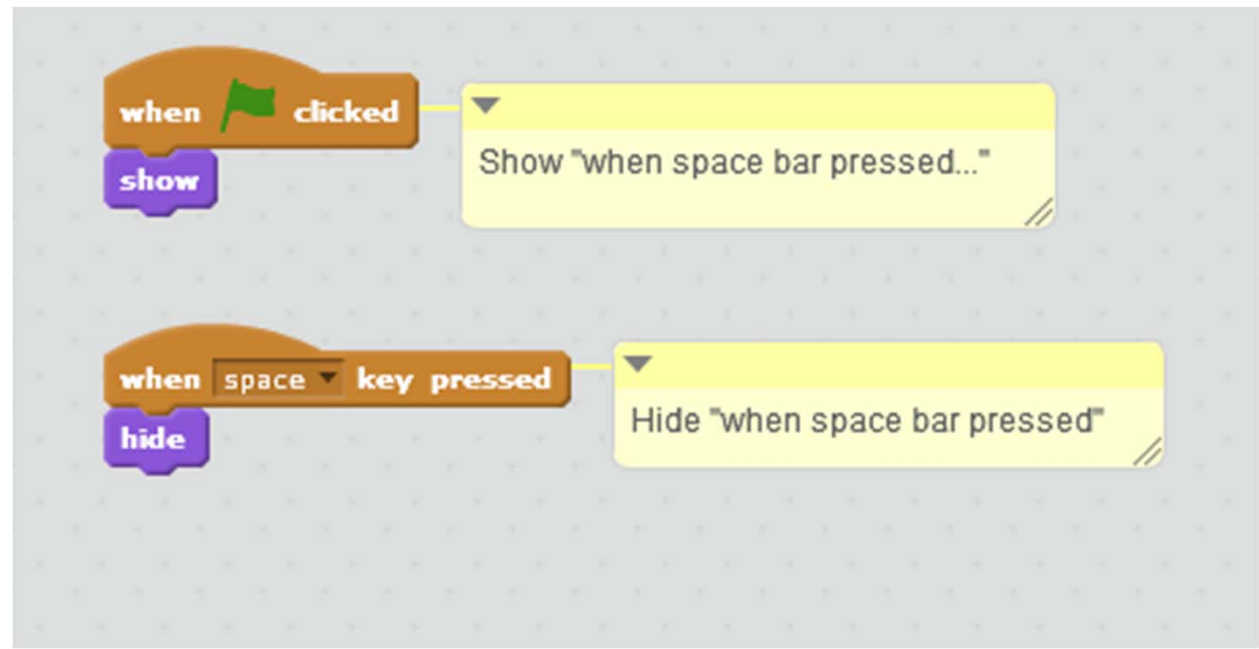 when clicked
show
Show "when space bar pressed..."
when space key pressed
hide
Hide "when space bar pressed"